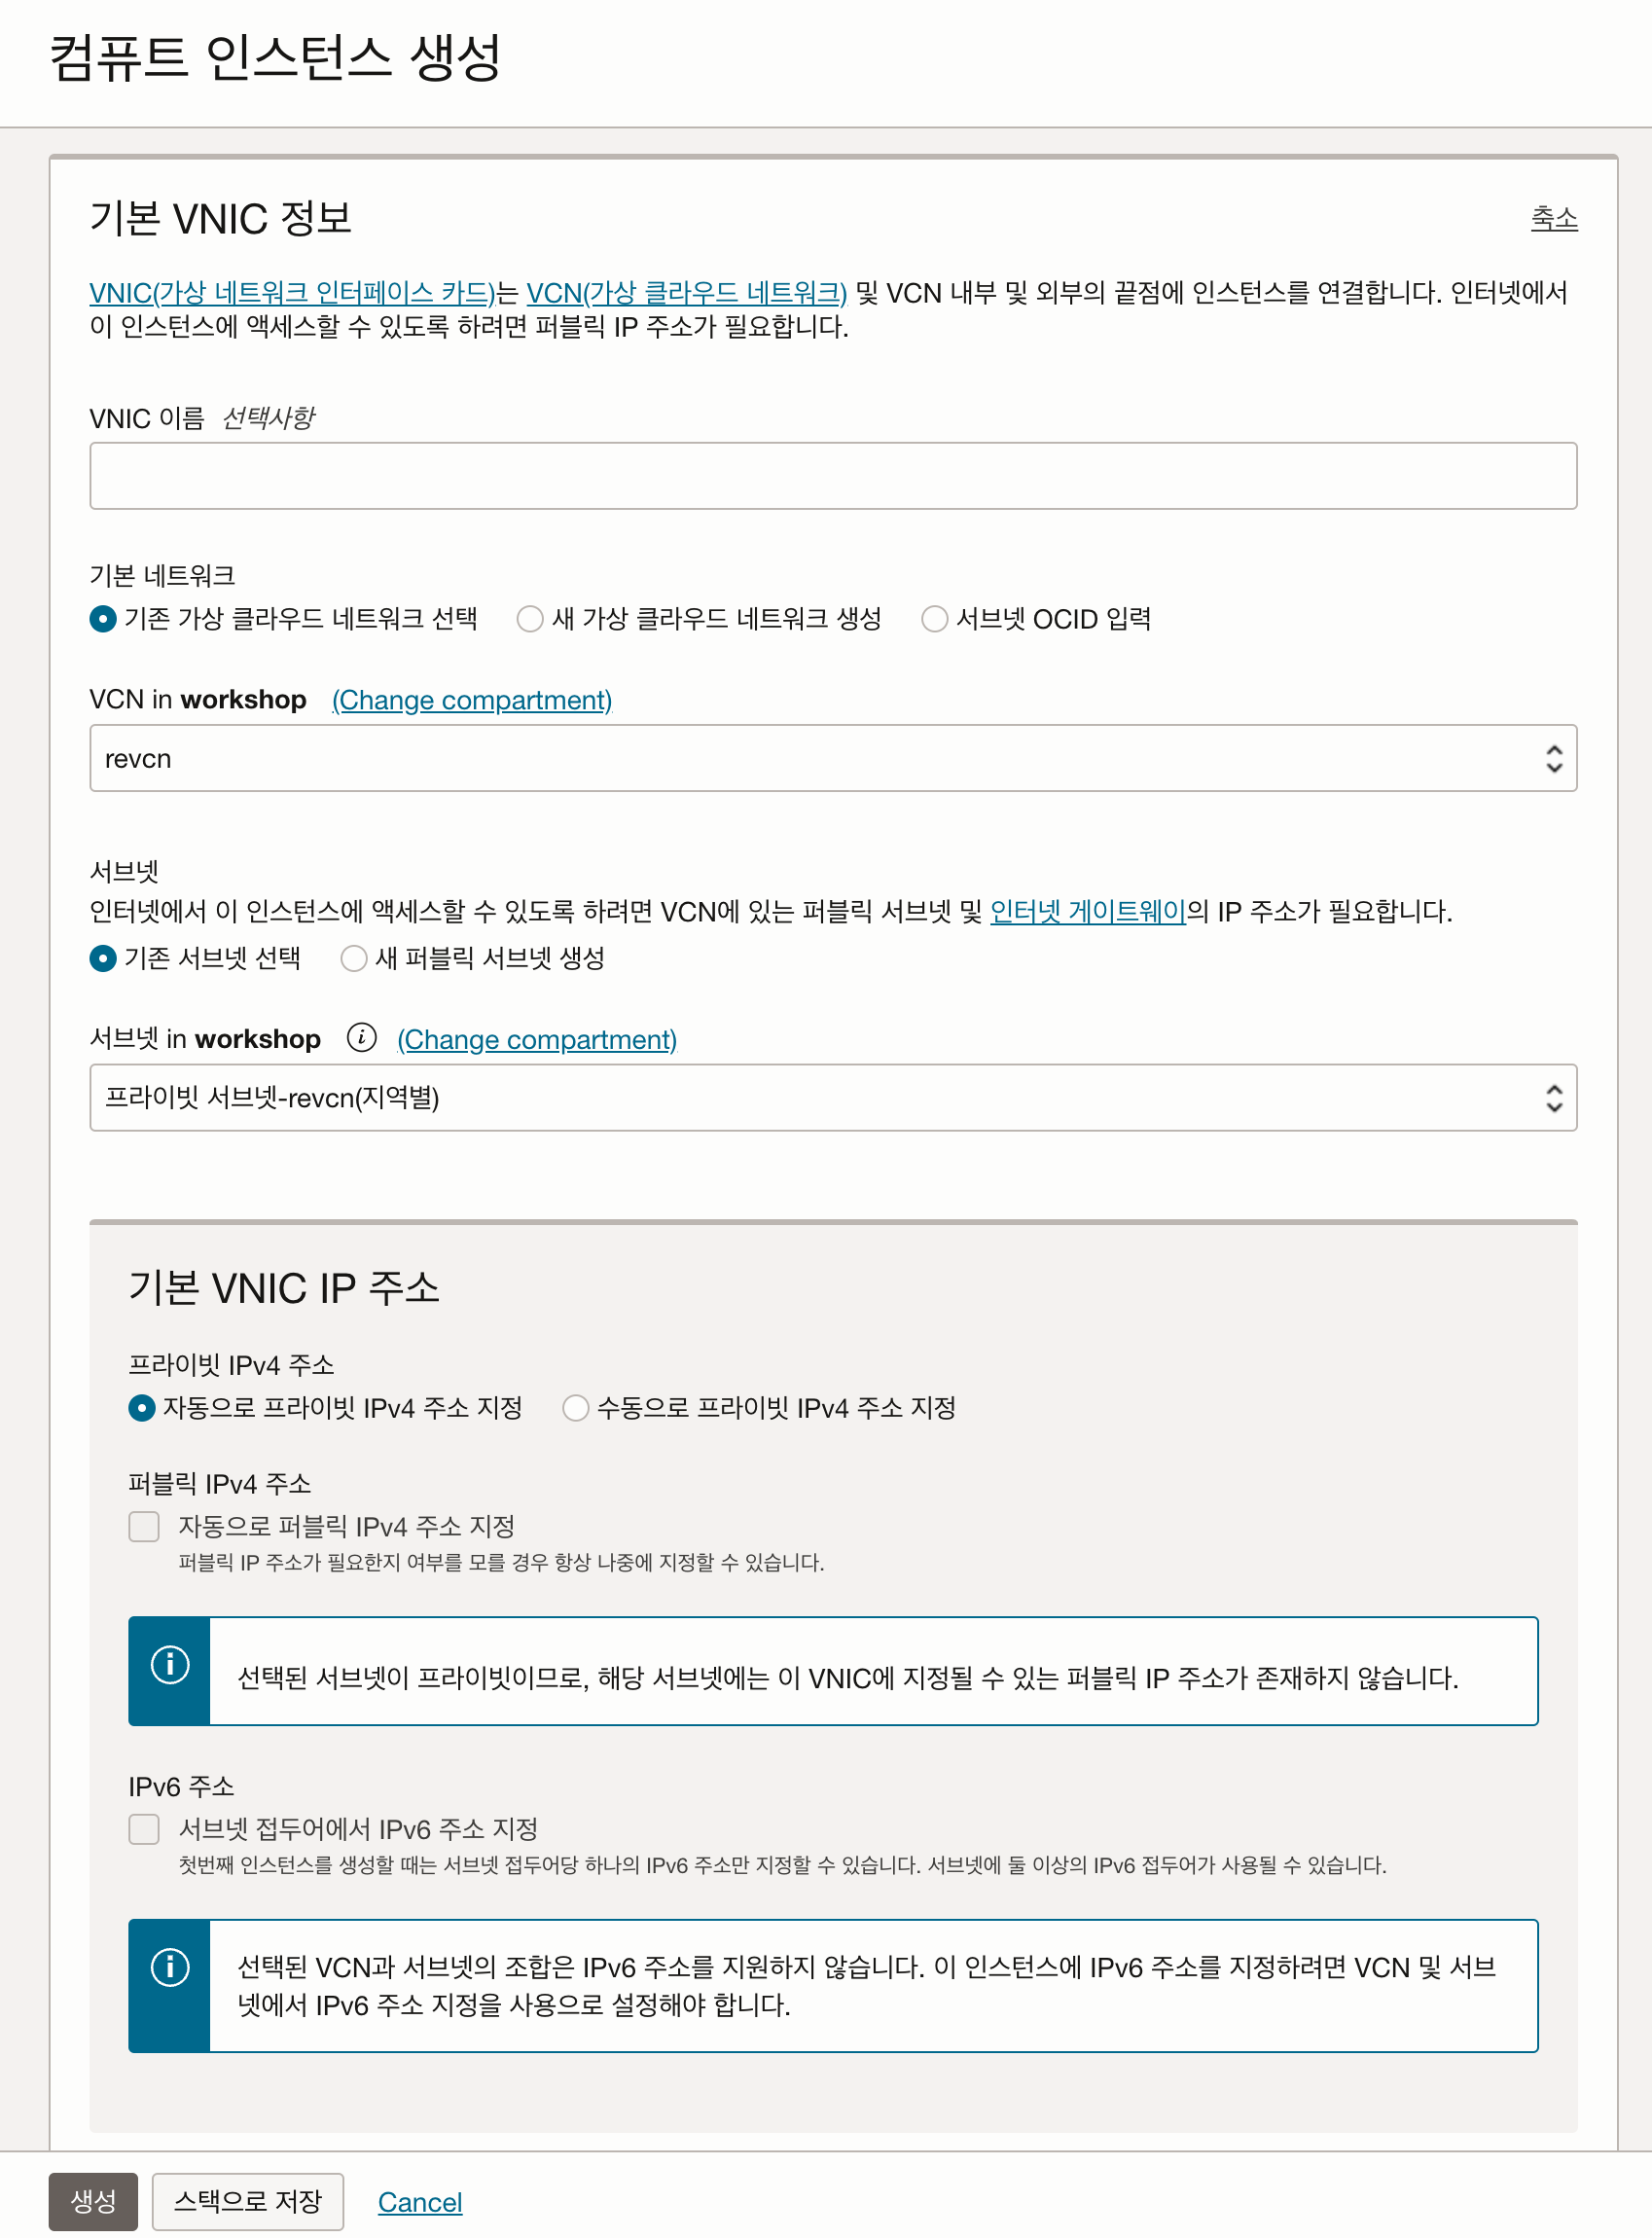 컴퓨트 인스턴스 생성
기본 VNIC 정보
축소
VNIC(가상 네트워크 인터페이스 카드)는 VCN(가상 클라우드 네트워크) 및 VCN 내부 및 외부의 끝점에 인스턴스를 연결합니다. 인터넷에서
이 인스턴스에 액세스할 수 있도록 하려면 퍼블릭 IP 주소가 필요합니다.
VNIC 이름 선택사항
기본 네트워크
기존 가상 클라우드 네트워크 선택 새 가상 클라우드 네트워크 생성 서브넷 OCID 입력
VCN in workshop (Change compartment)
revcn
서브넷
인터넷에서 이 인스턴스에 액세스할 수 있도록 하려면 VCN에 있는 퍼블릭 서브넷 및 인터넷 게이트웨이의 IP 주소가 필요합니다.
기존 서브넷 선택 새 퍼블릭 서브넷 생성
서브넷 in workshop (Change compartment)
프라이빗 서브넷-revcn(지역별)
기본 VNIC IP 주소
프라이빗 IPv4 주소
자동으로 프라이빗 IPv4 주소 지정 수동으로 프라이빗 IPv4 주소 지정
퍼블릭 IPv4 주소
자동으로 퍼블릭 IPv4 주소 지정
퍼블릭 IP 주소가 필요한지 여부를 모를 경우 항상 나중에 지정할 수 있습니다.
선택된 서브넷이 프라이빗이므로, 해당 서브넷에는 이 VNIC에 지정될 수 있는 퍼블릭 IP 주소가 존재하지 않습니다.
IPv6 주소
서브넷 접두어에서 IPv6 주소 지정
첫번째 인스턴스를 생성할 때는 서브넷 접두어당 하나의 IPv6 주소만 지정할 수 있습니다. 서브넷에 둘 이상의 IPv6 접두어가 사용될 수 있습니다.
선택된 VCN과 서브넷의 조합은 IPv6 주소를 지원하지 않습니다. 이 인스턴스에 IPv6 주소를 지정하려면 VCN 및 서브
넷에서 IPv6 주소 지정을 사용으로 설정해야 합니다.
생성 스택으로 저장 Cancel